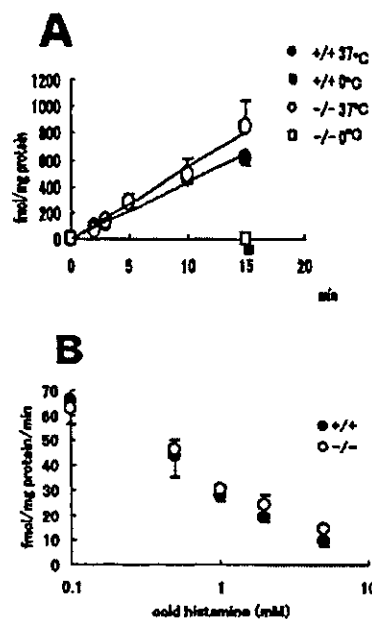 A
+/+ 37°C
+/+ 0°C
-/- 37°C
-/- 0°C
fmol/mg protein
1200
1000
800
600
400
200
0
0 5 10 15 20
min
B
+/+
-/-
fmol/mg protein/min
70
60
50
40
30
20
10
0
0.1 1 10
cold histamine (mM)